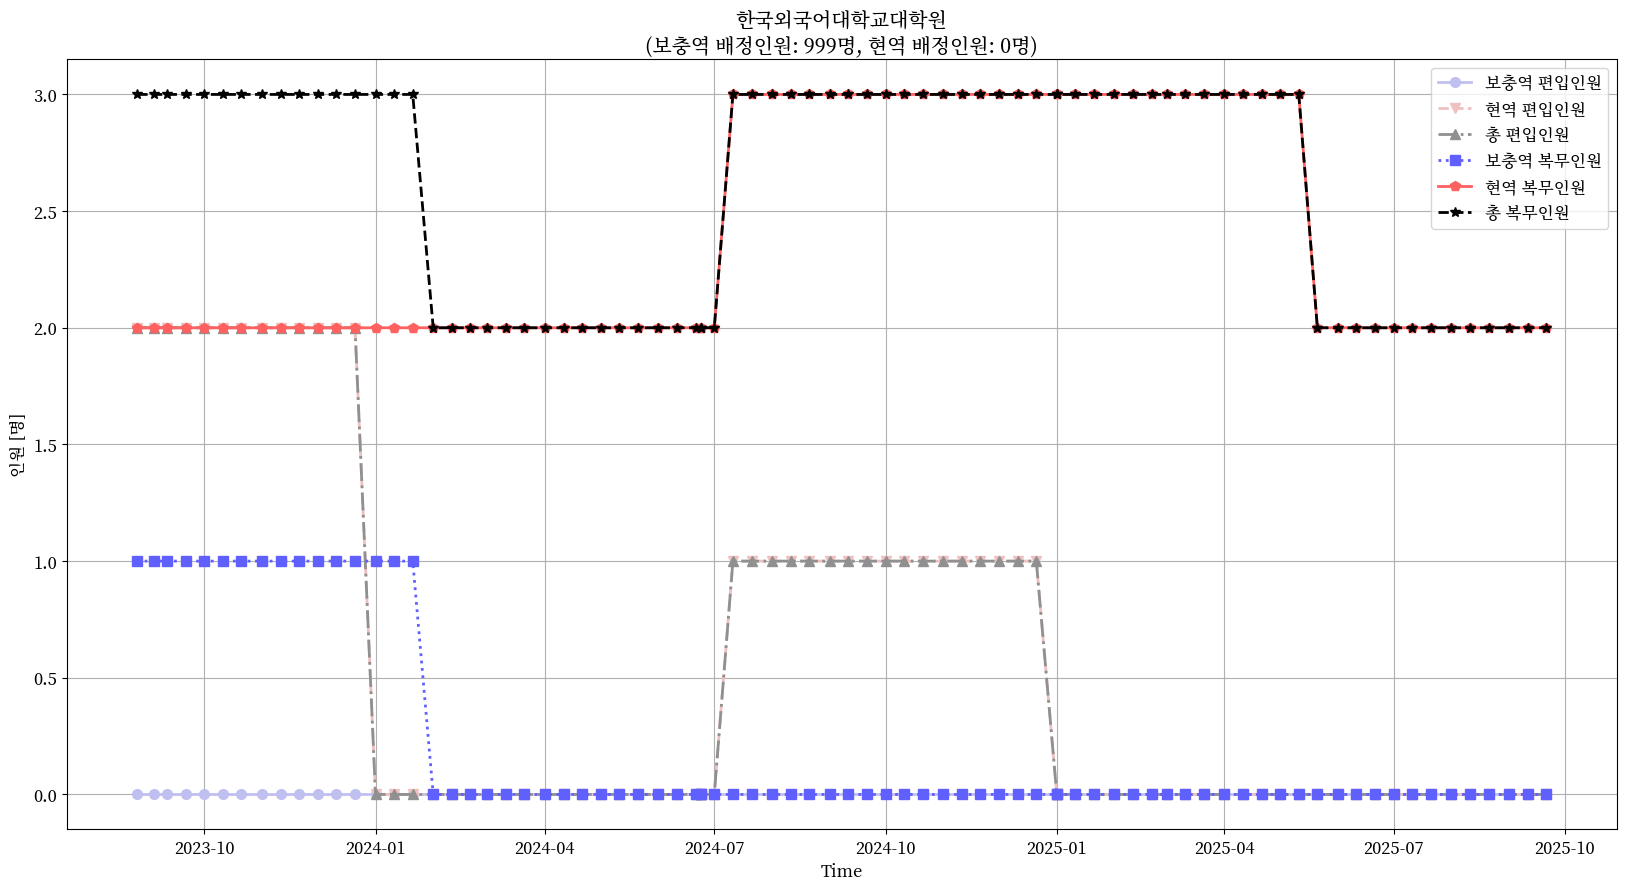 한국외국어대학교대학원
(보충역 배정인원: 999명, 현역 배정인원: 0명)
보충역 편입인원
현역 편입인원
총 편입인원
보충역 복무인원
현역 복무인원
총 복무인원
인원 [명]
3.0
2.5
2.0
1.5
1.0
0.5
0.0
2023-10
2024-01
2024-04
2024-07
2024-10
2025-01
2025-04
2025-07
2025-10
Time